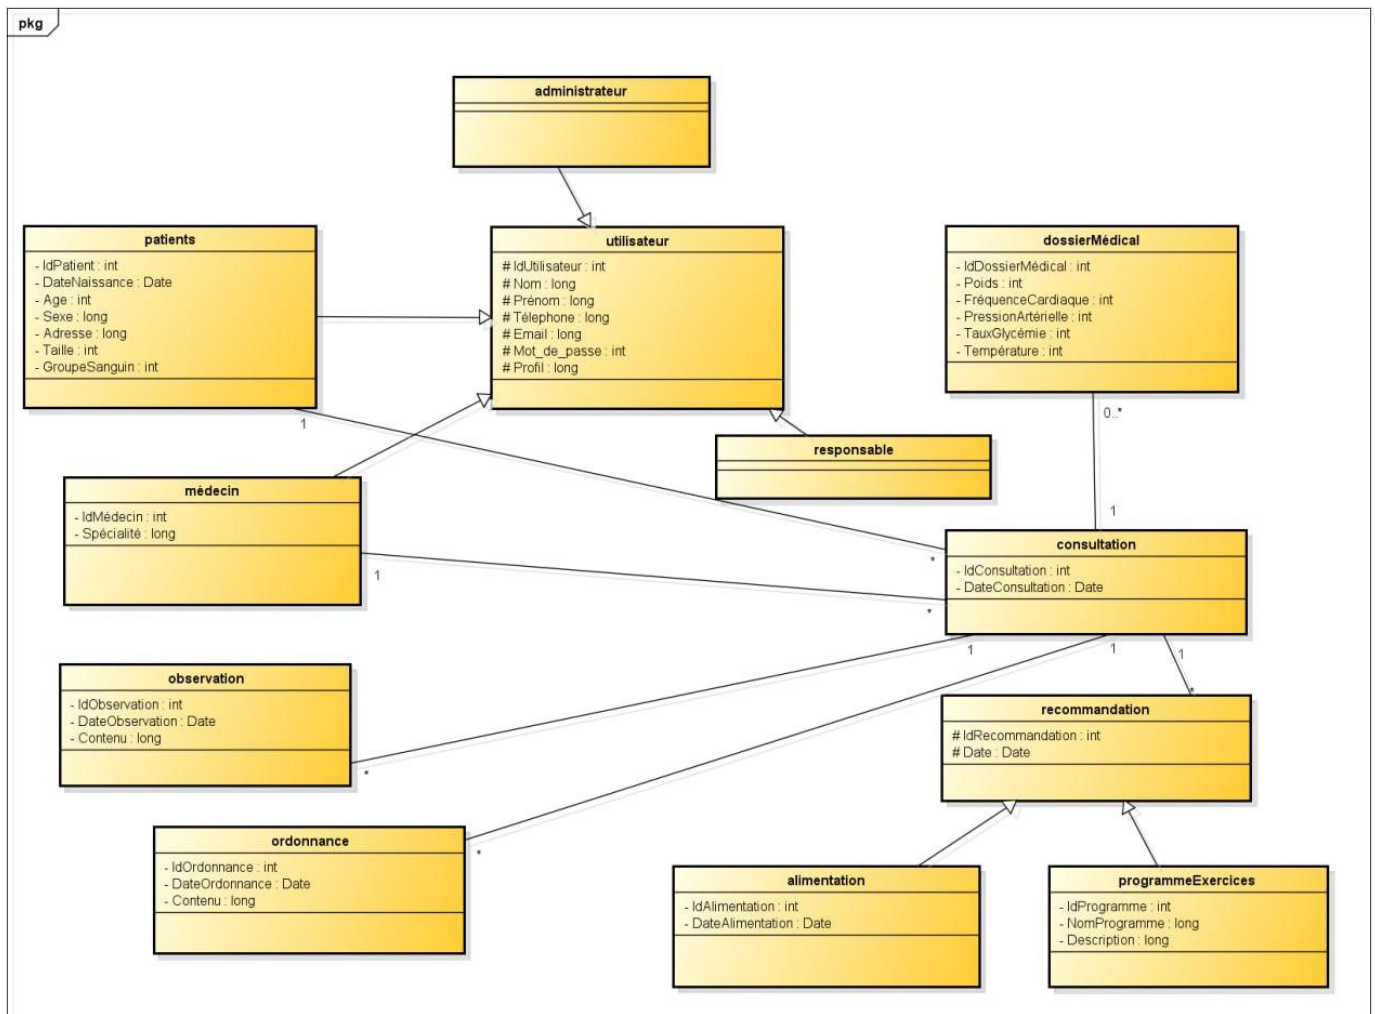 pkg
administrateur
patients
- IdPatient : int
- DateNaissance : Date
- Age : int
- Sexe : long
- Adresse : long
- Taille : int
- GroupeSanguin : int
utilisateur
# IdUtilisateur : int
# Nom : long
# Prénom : long
# Télephone : long
# Email : long
# Mot_de_passe : int
# Profil : long
dossierMédical
- IdDossierMédical : int
- Poids : int
- FréquenceCardiaque : int
- PressionArtérielle : int
- TauxGlycémie : int
- Température : int
1
0..*
responsable
médecin
- IdMédecin : int
- Spécialité : long
1
1
*
*
consultation
- IdConsultation : int
- DateConsultation : Date
1
1
1
observation
- IdObservation : int
- DateObservation : Date
- Contenu : long
*
*
recommandation
# IdRecommandation : int
# Date : Date
ordonnance
- IdOrdonnance : int
- DateOrdonnance : Date
- Contenu : long
*
alimentation
- IdAlimentation : int
- DateAlimentation : Date
programmeExercices
- IdProgramme : int
- NomProgramme : long
- Description : long